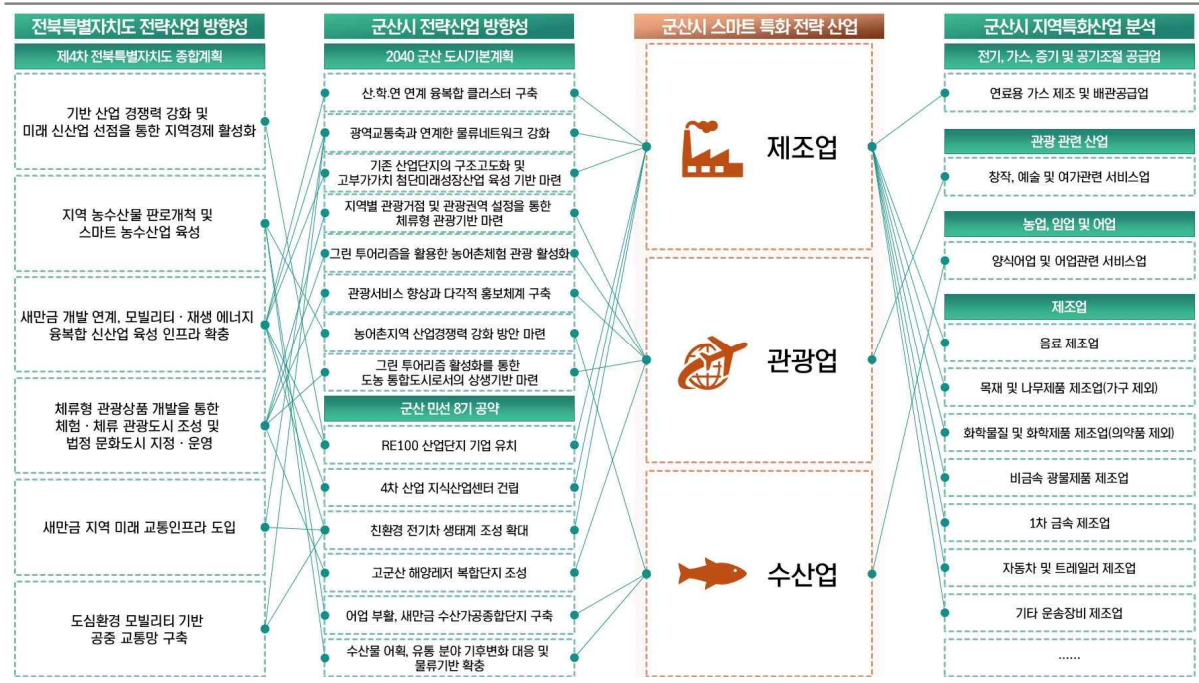 전북특별자치도 전략산업 방향성
제4차 전북특별자치도 종합계획
기반 산업 경쟁력 강화 및
미래 신산업 선점을 통한 지역경제 활성화
지역 농수산물 판로개척 및
스마트 농수산업 육성
새만금 개발 연계, 모빌리티 · 재생 에너지
융복합 신산업 육성 인프라 확충
체류형 관광상품 개발을 통한
체험 · 체류 관광도시 조성 및
법정 문화도시 지정 · 운영
새만금 지역 미래 교통인프라 도입
도심환경 모빌리티 기반
공중 교통망 구축
군산시 전략산업 방향성
2040 군산 도시기본계획
산.학.연 연계 융복합 클러스터 구축
광역교통축과 연계한 물류네트워크 강화
기존 산업단지의 구조고도화 및
고부가가치 첨단미래성장산업 육성 기반 마련
지역별 관광거점 및 관광권역 설정을 통한
체류형 관광기반 마련
그린 투어리즘을 활용한 농어촌체험 관광 활성화
관광서비스 향상과 다각적 홍보체계 구축
농어촌지역 산업경쟁력 강화 방안 마련
그린 투어리즘 활성화를 통한
도농 통합도시로서의 상생기반 마련
군산 민선 8기 공약
RE100 산업단지 기업 유치
4차 산업 지식산업센터 건립
친환경 전기차 생태계 조성 확대
고군산 해양레저 복합단지 조성
어업 부활, 새만금 수산가공종합단지 구축
수산물 어획, 유통 분야 기후변화 대응 및
물류기반 확충
군산시 스마트 특화 전략 산업
제조업
관광업
수산업
군산시 지역특화산업 분석
전기, 가스, 증기 및 공기조절 공급업
연료용 가스 제조 및 배관공급업
관광 관련 산업
창작, 예술 및 여가관련 서비스업
농업, 임업 및 어업
양식어업 및 어업관련 서비스업
제조업
음료 제조업
목재 및 나무제품 제조업(가구 제외)
화학물질 및 화학제품 제조업(의약품 제외)
비금속 광물제품 제조업
1차 금속 제조업
자동차 및 트레일러 제조업
기타 운송장비 제조업
......